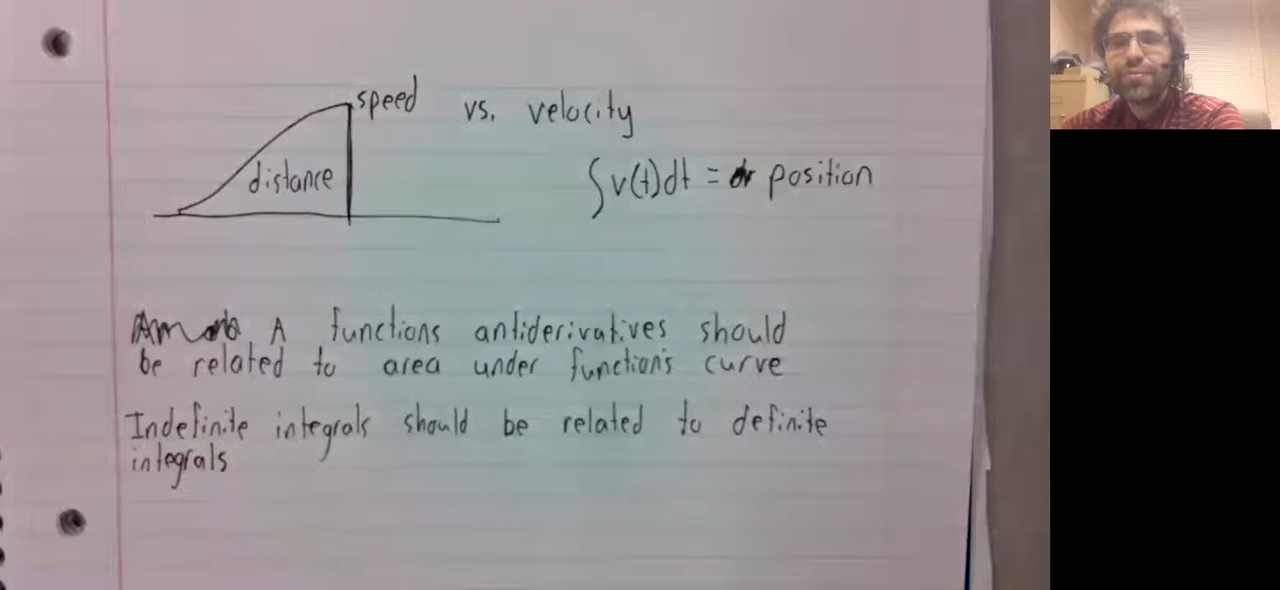 speed vs. velocity
distance
∫v(t)dt = position
A functions antiderivatives should
be related to area under function's curve
Indefinite integrals should be related to definite
integrals